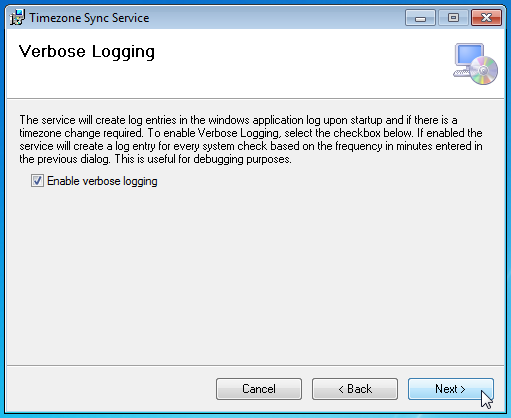 Timezone Sync Service
Verbose Logging
The service will create log entries in the windows application log upon startup and if there is a
timezone change required. To enable Verbose Logging, select the checkbox below. If enabled the
service will create a log entry for every system check based on the frequency in minutes entered in
the previous dialog. This is useful for debugging purposes.
Enable verbose logging
Cancel
< Back
Next >